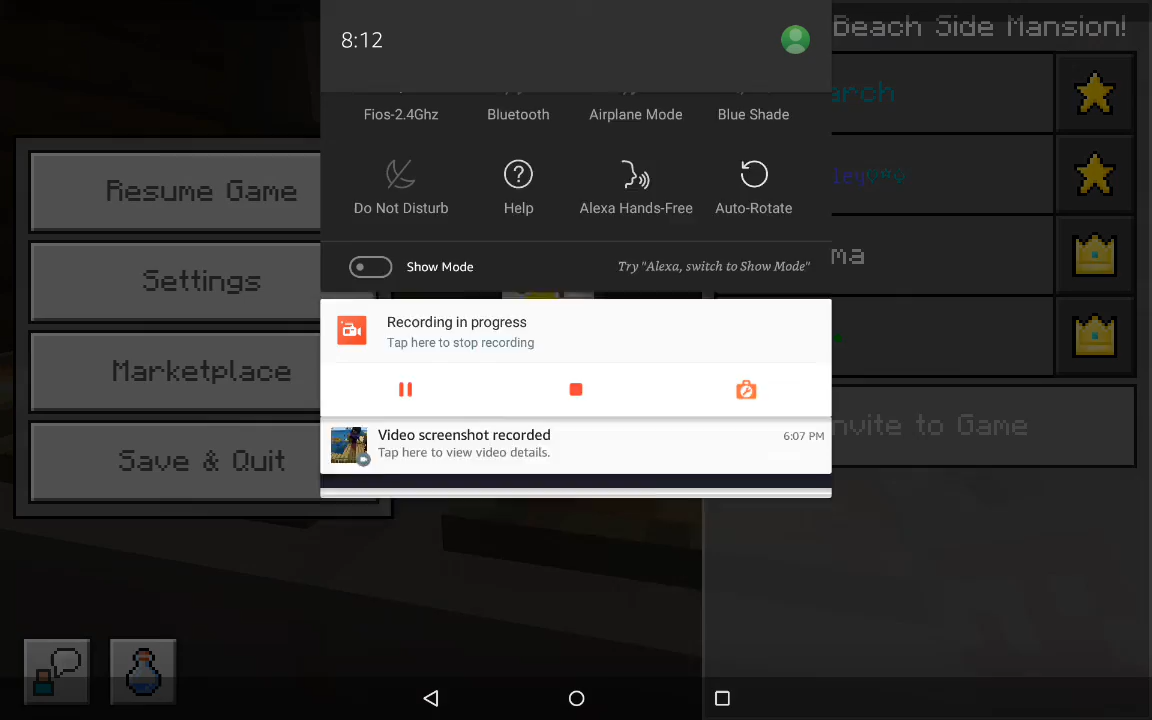 Beach Side Mansion!
8:12
Fios-2.4Ghz Bluetooth Airplane Mode Blue Shade
Do Not Disturb Help Alexa Hands-Free Auto-Rotate
Show Mode Try "Alexa, switch to Show Mode"
Recording in progress
Tap here to stop recording
Video screenshot recorded 6:07 PM
Tap here to view video details.
Resume Game
Settings
Marketplace
Save & Quit
to Game